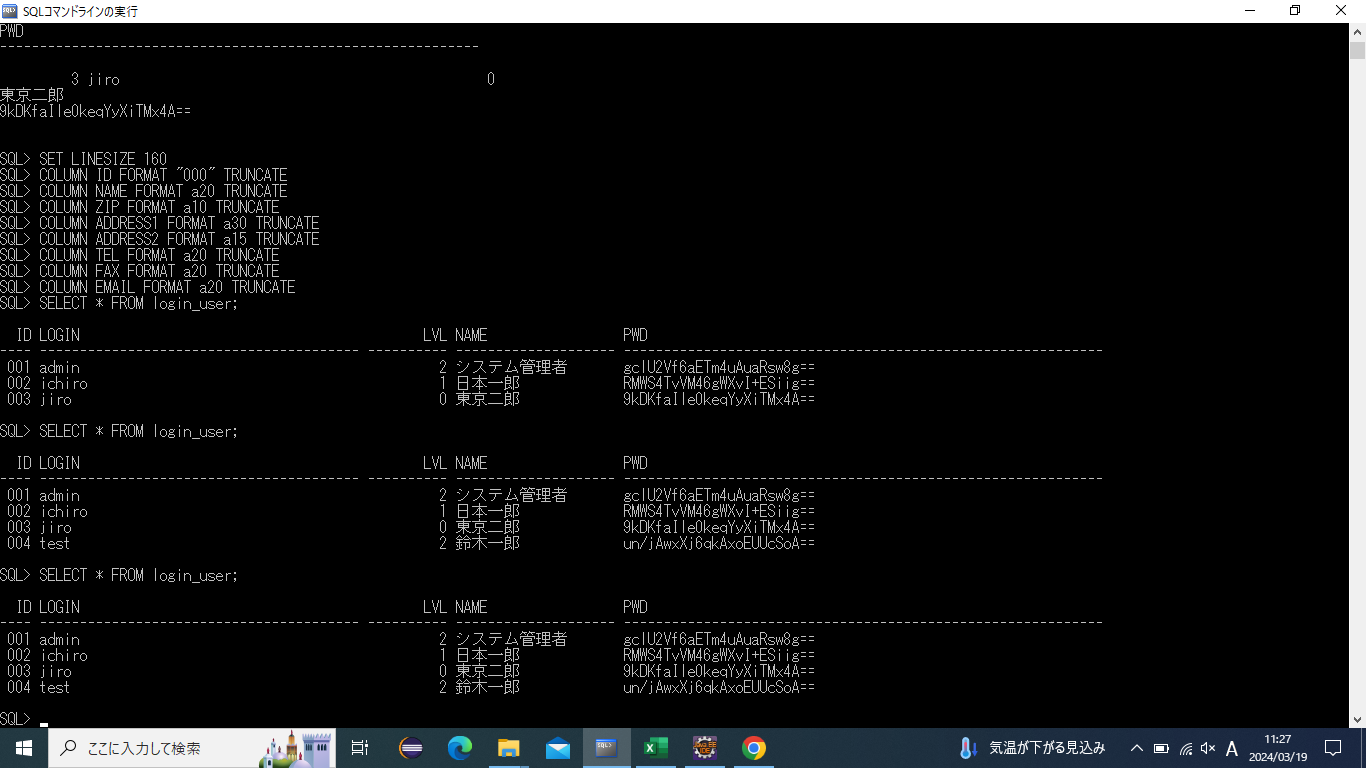 SQLコマンドラインの実行
PWD
------------------------------------------------------------
3 jiro 0
東京二郎
9kDKfaIle0keqYyXiTMx4A==
SQL> SET LINESIZE 160
SQL> COLUMN ID FORMAT "000" TRUNCATE
SQL> COLUMN NAME FORMAT a20 TRUNCATE
SQL> COLUMN ZIP FORMAT a10 TRUNCATE
SQL> COLUMN ADDRESS1 FORMAT a30 TRUNCATE
SQL> COLUMN ADDRESS2 FORMAT a15 TRUNCATE
SQL> COLUMN TEL FORMAT a20 TRUNCATE
SQL> COLUMN FAX FORMAT a20 TRUNCATE
SQL> COLUMN EMAIL FORMAT a20 TRUNCATE
SQL> SELECT * FROM login_user;
ID LOGIN LVL NAME PWD
---- ---------------------------------------- ---------- -------------------- ------------------------------------------------------------
001 admin 2 システム管理者 gclU2Vf6aETm4uAuaRsw8g==
002 ichiro 1 日本一郎 RMWS4TvVM46gWXvI+ESiig==
003 jiro 0 東京二郎 9kDKfaIle0keqYyXiTMx4A==
SQL> SELECT * FROM login_user;
ID LOGIN LVL NAME PWD
---- ---------------------------------------- ---------- -------------------- ------------------------------------------------------------
001 admin 2 システム管理者 gclU2Vf6aETm4uAuaRsw8g==
002 ichiro 1 日本一郎 RMWS4TvVM46gWXvI+ESiig==
003 jiro 0 東京二郎 9kDKfaIle0keqYyXiTMx4A==
004 test 2 鈴木一郎 un/jAwxXj6qkAxoEUUcSoA==
SQL> SELECT * FROM login_user;
ID LOGIN LVL NAME PWD
---- ---------------------------------------- ---------- -------------------- ------------------------------------------------------------
001 admin 2 システム管理者 gclU2Vf6aETm4uAuaRsw8g==
002 ichiro 1 日本一郎 RMWS4TvVM46gWXvI+ESiig==
003 jiro 0 東京二郎 9kDKfaIle0keqYyXiTMx4A==
004 test 2 鈴木一郎 un/jAwxXj6qkAxoEUUcSoA==
SQL>
ここに入力して検索
気温が下がる見込み
A
11:27
2024/03/19